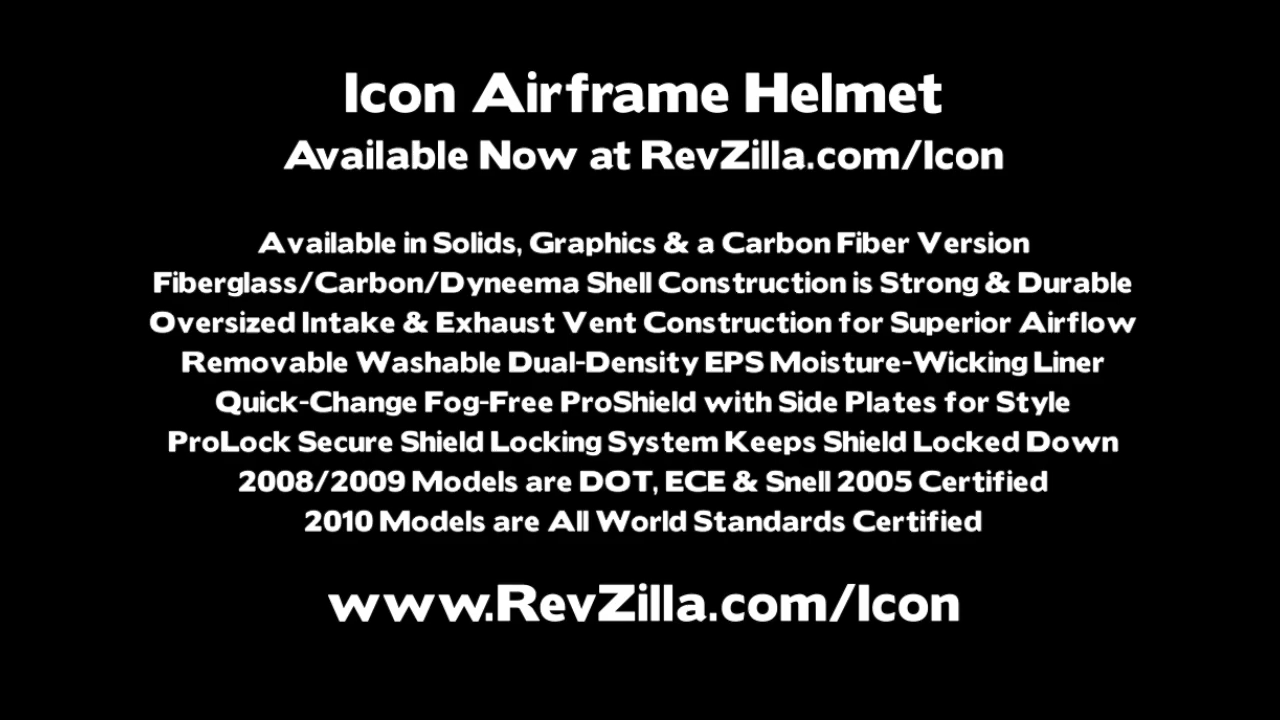 Icon Airframe Helmet
Available Now at RevZilla.com/Icon
Available in Solids, Graphics & a Carbon Fiber Version
Fiberglass/Carbon/Dyneema Shell Construction is Strong & Durable
Oversized Intake & Exhaust Vent Construction for Superior Airflow
Removable Washable Dual-Density EPS Moisture-Wicking Liner
Quick-Change Fog-Free ProShield with Side Plates for Style
ProLock Secure Shield Locking System Keeps Shield Locked Down
2008/2009 Models are DOT, ECE & Snell 2005 Certified
2010 Models are All World Standards Certified
www.RevZilla.com/Icon